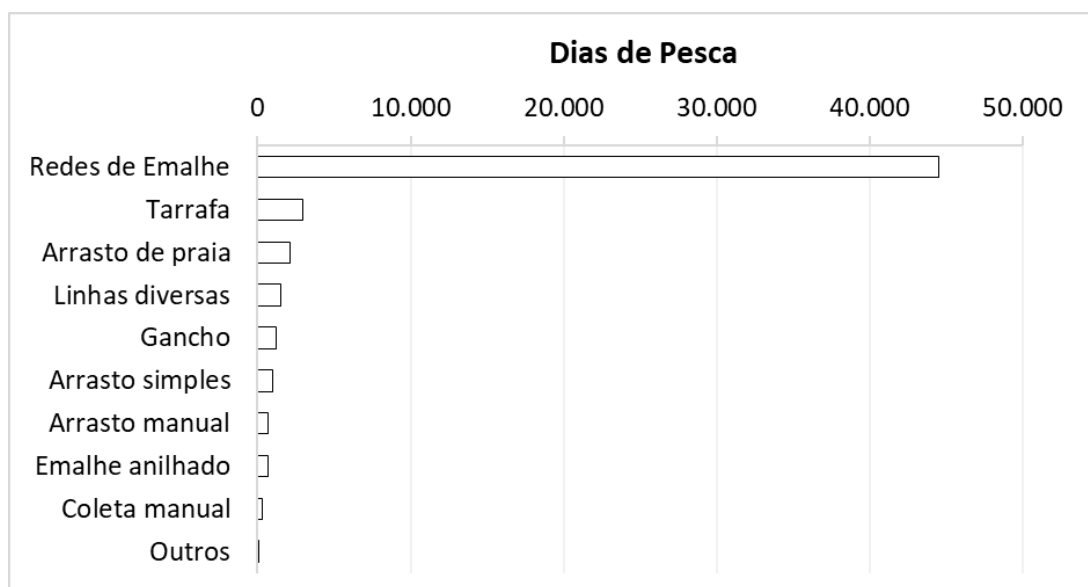 Dias de Pesca
0 10.000 20.000 30.000 40.000 50.000
Redes de Emalhe
Tarrafa
Arrasto de praia
Linhas diversas
Gancho
Arrasto simples
Arrasto manual
Emalhe anilhado
Coleta manual
Outros